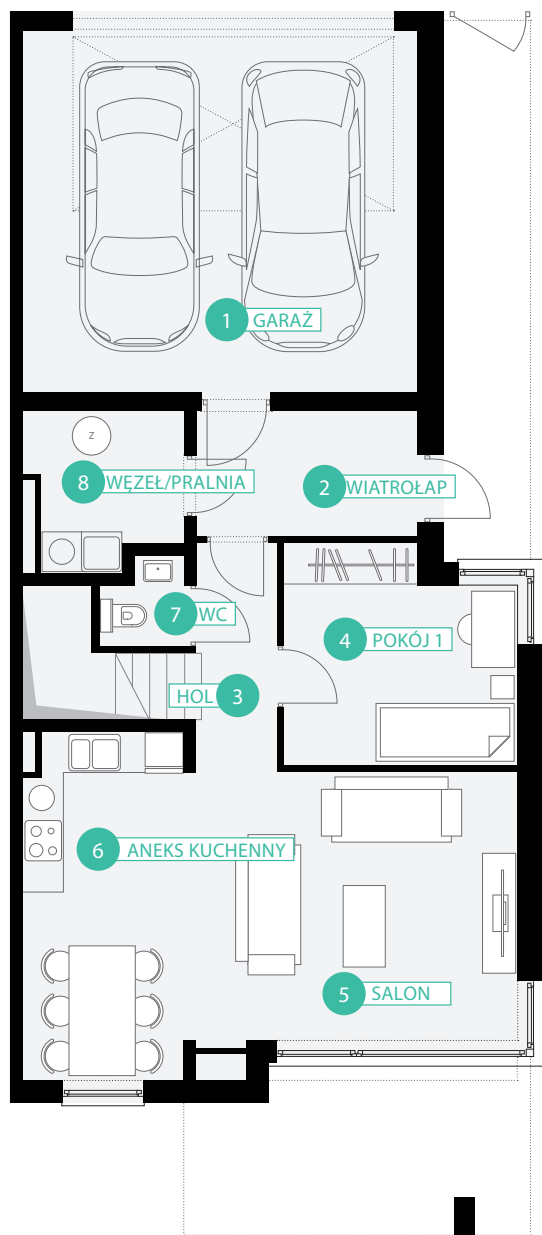 1 GARAŻ
Z
8 WĘZEŁ/PRALNIA
2 WIATROŁAP
7 WC
4 POKÓJ 1
HOL 3
6 ANEKS KUCHENNY
5 SALON